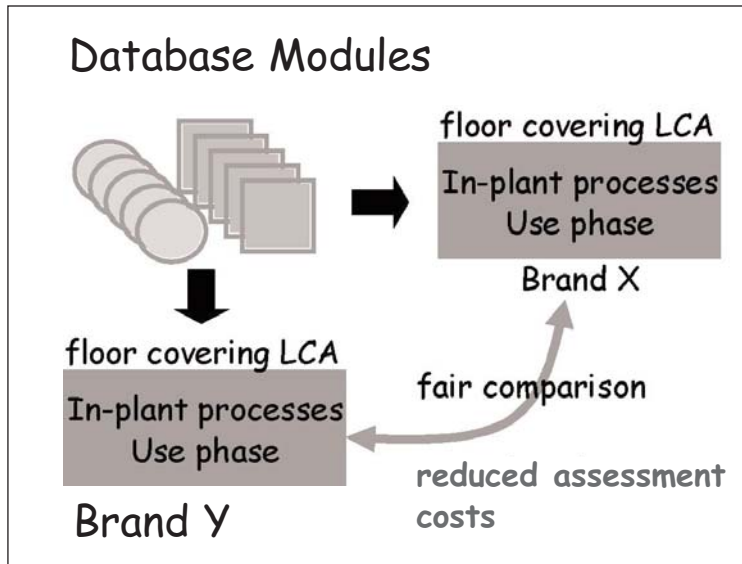 Database Modules
floor covering LCA
In-plant processes
Use phase
Brand X
floor covering LCA
In-plant processes
Use phase
Brand Y
fair comparison
reduced assessment
costs